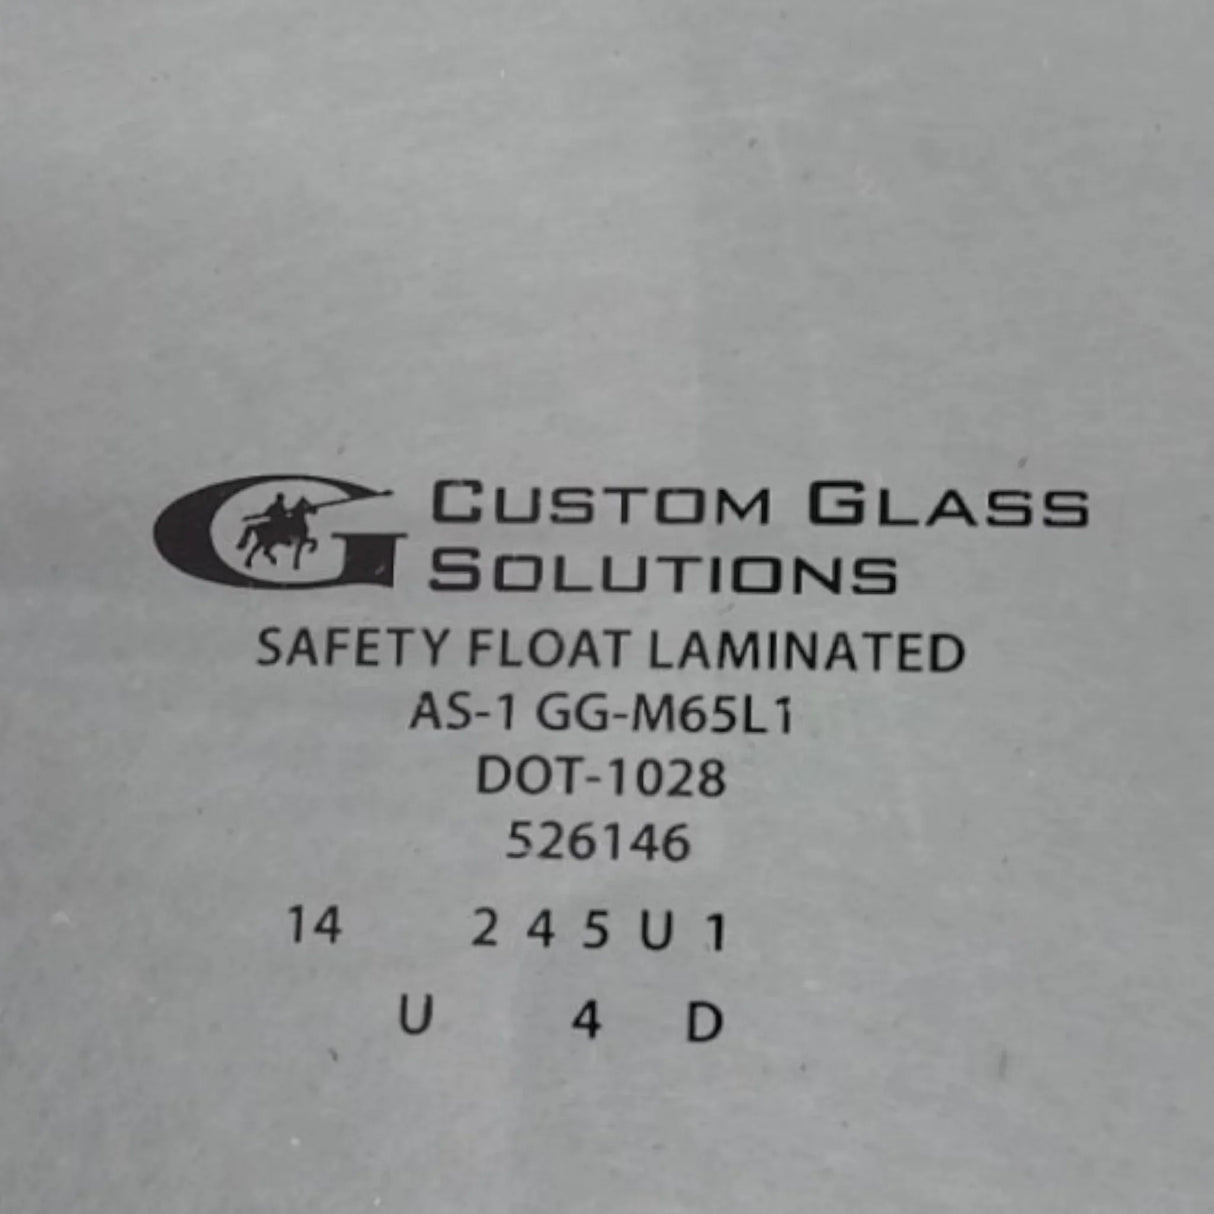 CUSTOM GLASS
SOLUTIONS
SAFETY FLOAT LAMINATED
AS-1 GG-M65L1
DOT-1028
526146
14 2 4 5 U 1
U 4 D